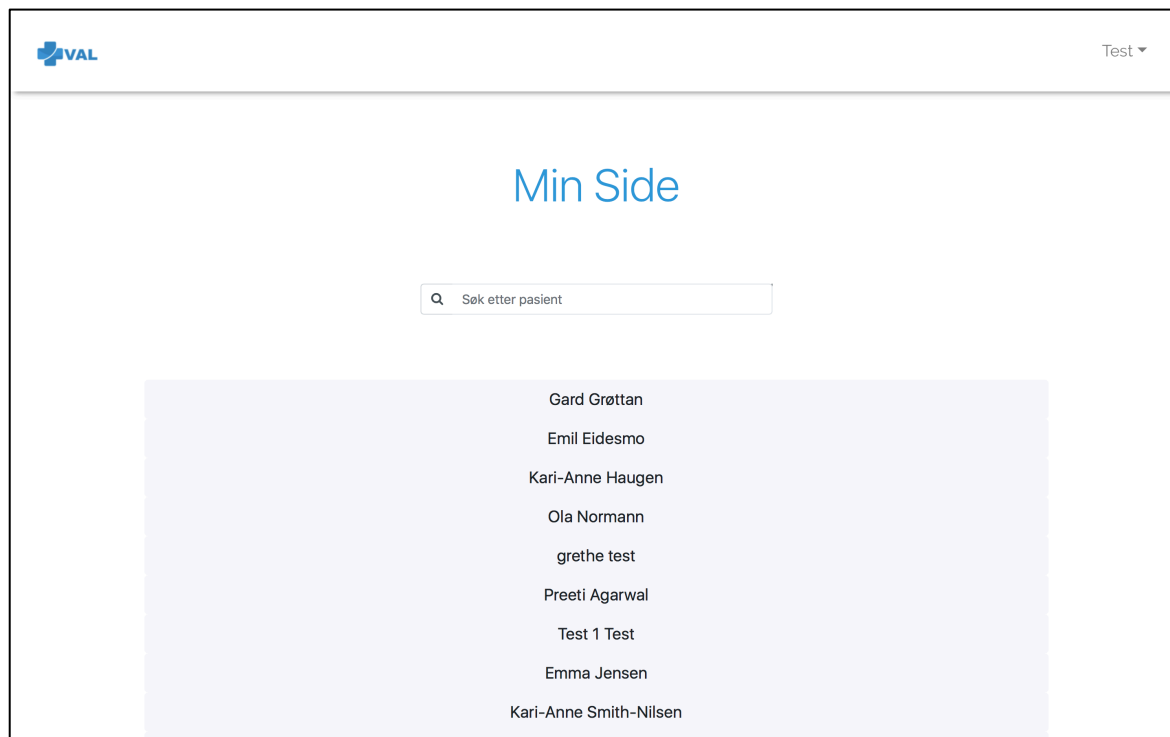 VAL
Test
Min Side
Søk etter pasient
Gard Grøttan
Emil Eidesmo
Kari-Anne Haugen
Ola Normann
grethe test
Preeti Agarwal
Test 1 Test
Emma Jensen
Kari-Anne Smith-Nilsen